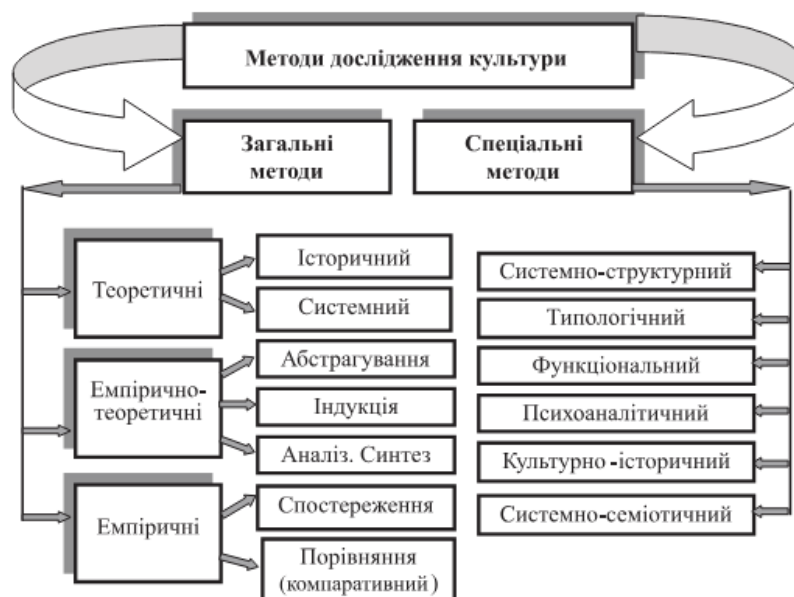 Методи дослідження культури
Загальні
методи
Спеціальні
методи
Теоретичні
Історичний
Системний
Емпірично-
теоретичні
Абстрагування
Індукція
Аналіз. Синтез
Емпіричні
Спостереження
Порівняння
(компаративний)
Системно-структурний
Типологічний
Функціональний
Психоаналітичний
Культурно-історичний
Системно-семіотичний